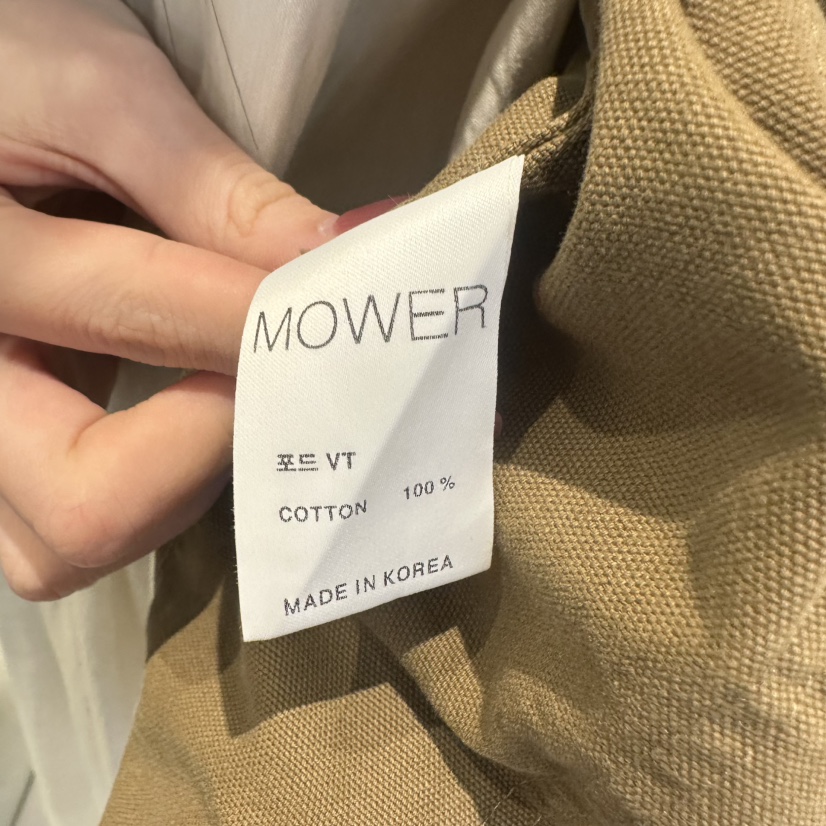 MOWER
포드 VT
COTTON 100 %
MADE IN KOREA